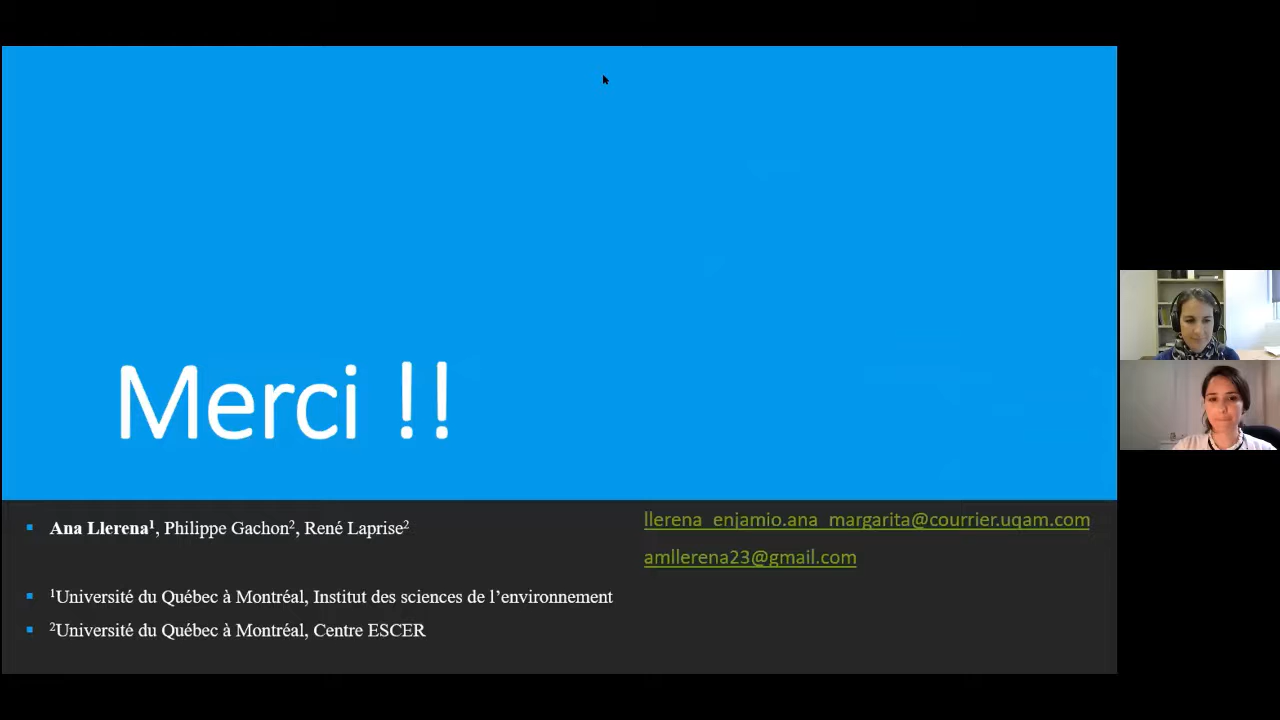 Merci !!
Ana Llerena¹, Philippe Gachon², René Laprise²
¹Université du Québec à Montréal, Institut des sciences de l’environnement
²Université du Québec à Montréal, Centre ESCER
llerena_enjamio.ana_margarita@courrier.uqam.com
amllerena23@gmail.com